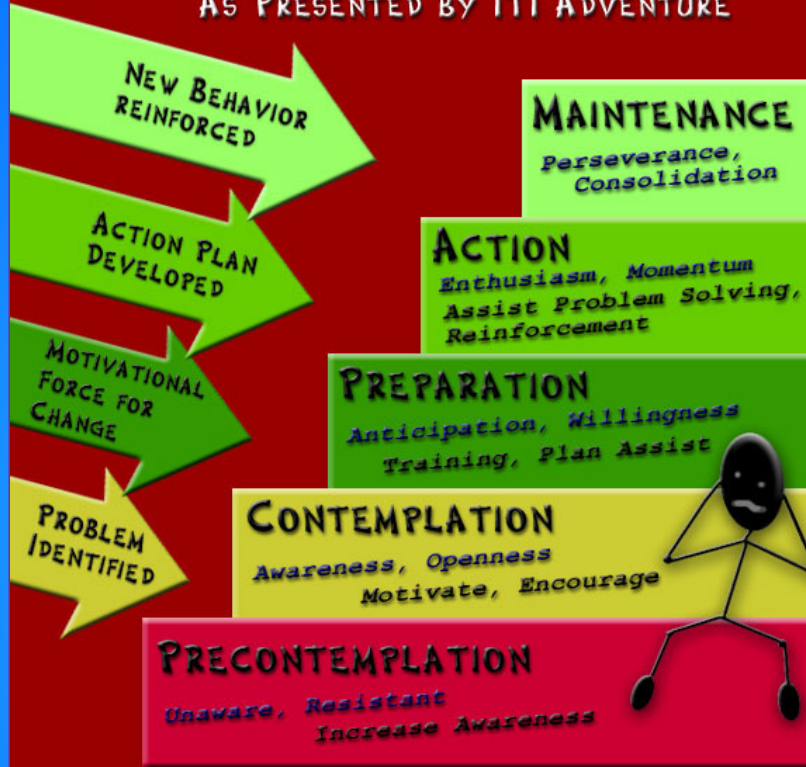 AS PRESENTED BY TTI ADVENTURE
NEW BEHAVIOR
REINFORCED
MAINTENANCE
Perseverance,
Consolidation
ACTION PLAN
DEVELOPED
ACTION
Enthusiasm, Momentum
Assist Problem Solving,
Reinforcement
MOTIVATIONAL
FORCE FOR
CHANGE
PREPARATION
Anticipation, Willingness
Training, Plan Assist
PROBLEM
IDENTIFIED
CONTEMPLATION
Awareness, Openness
Motivate, Encourage
PRECONTEMPLATION
Unaware, Resistant
Increase Awareness